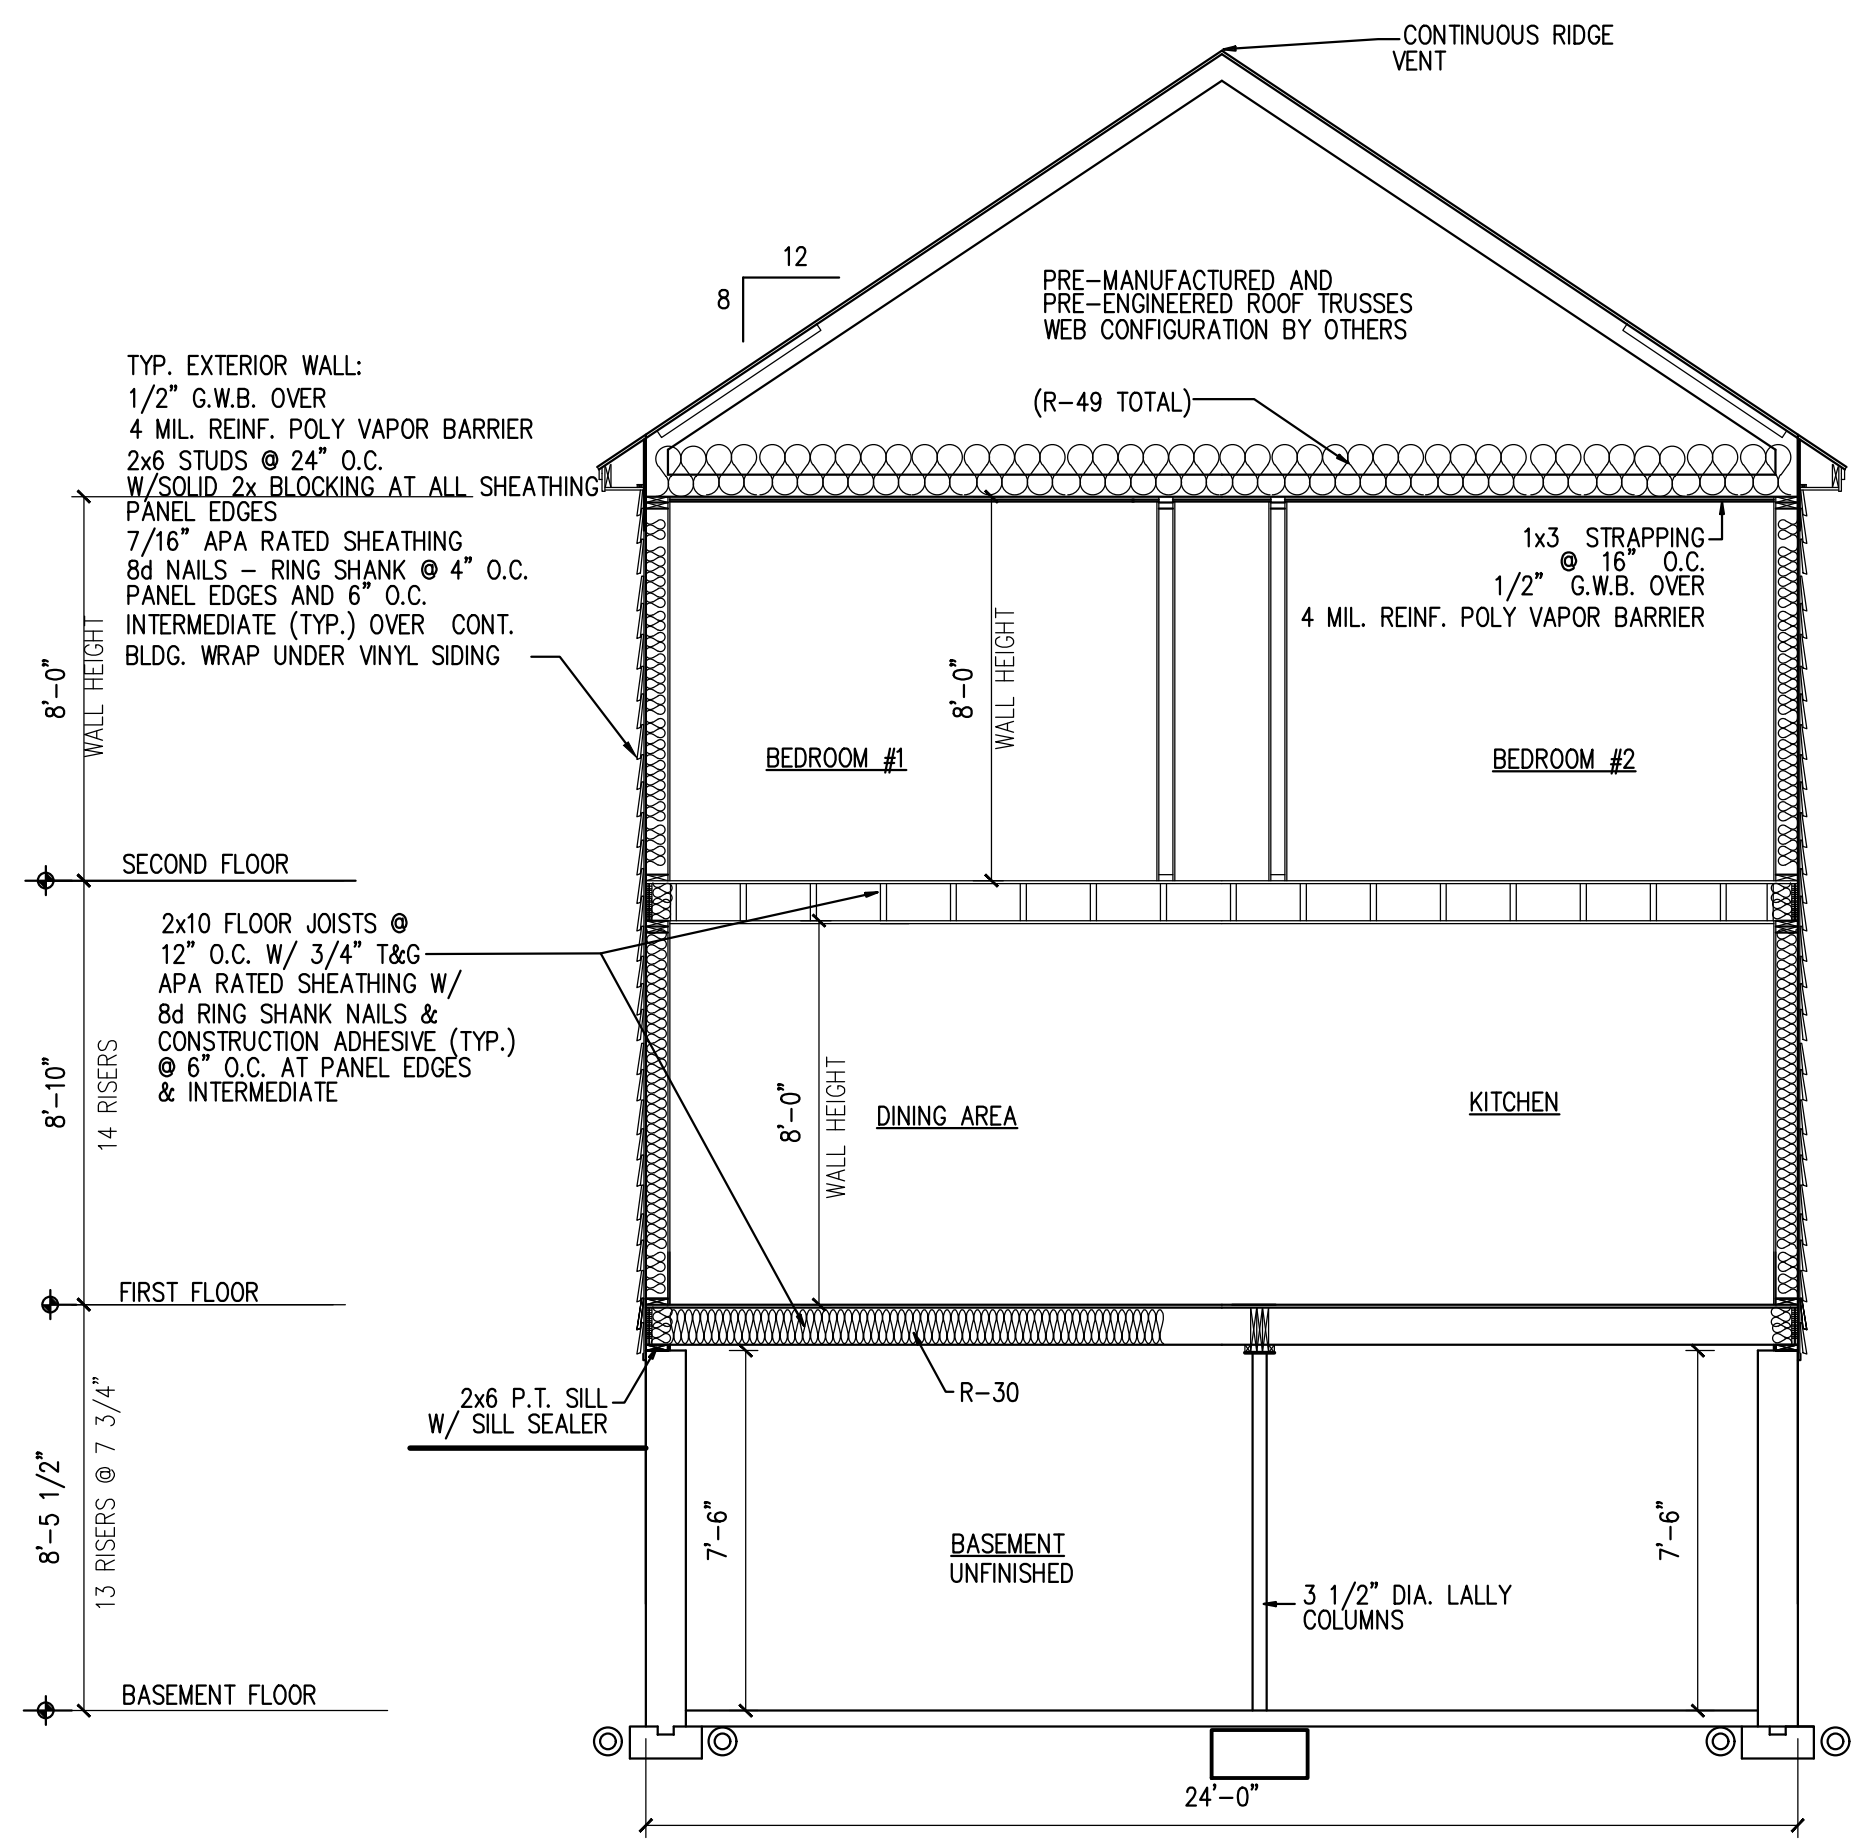 CONTINUOUS RIDGE
VENT
12
8
PRE-MANUFACTURED AND
PRE-ENGINEERED ROOF TRUSSES
WEB CONFIGURATION BY OTHERS
(R-49 TOTAL)
TYP. EXTERIOR WALL:
1/2" G.W.B. OVER
4 MIL. REINF. POLY VAPOR BARRIER
2x6 STUDS @ 24" O.C.
W/SOLID 2x BLOCKING AT ALL SHEATHING
PANEL EDGES
7/16" APA RATED SHEATHING
8d NAILS - RING SHANK @ 4" O.C.
PANEL EDGES AND 6" O.C.
INTERMEDIATE (TYP.) OVER CONT.
BLDG. WRAP UNDER VINYL SIDING
1x3 STRAPPING
@ 16" O.C.
1/2" G.W.B. OVER
4 MIL. REINF. POLY VAPOR BARRIER
8'-0"
WALL HEIGHT
8'-0"
WALL HEIGHT
BEDROOM #1
BEDROOM #2
SECOND FLOOR
2x10 FLOOR JOISTS @
12" O.C. W/ 3/4" T&G
APA RATED SHEATHING W/
8d RING SHANK NAILS &
CONSTRUCTION ADHESIVE (TYP.)
@ 6" O.C. AT PANEL EDGES
& INTERMEDIATE
8'-10"
14 RISERS
8'-0"
WALL HEIGHT
DINING AREA
KITCHEN
FIRST FLOOR
2x6 P.T. SILL
W/ SILL SEALER
R-30
8'-5 1/2"
13 RISERS @ 7 3/4"
7'-6"
7'-6"
BASEMENT
UNFINISHED
3 1/2" DIA. LALLY
COLUMNS
BASEMENT FLOOR
24'-0"